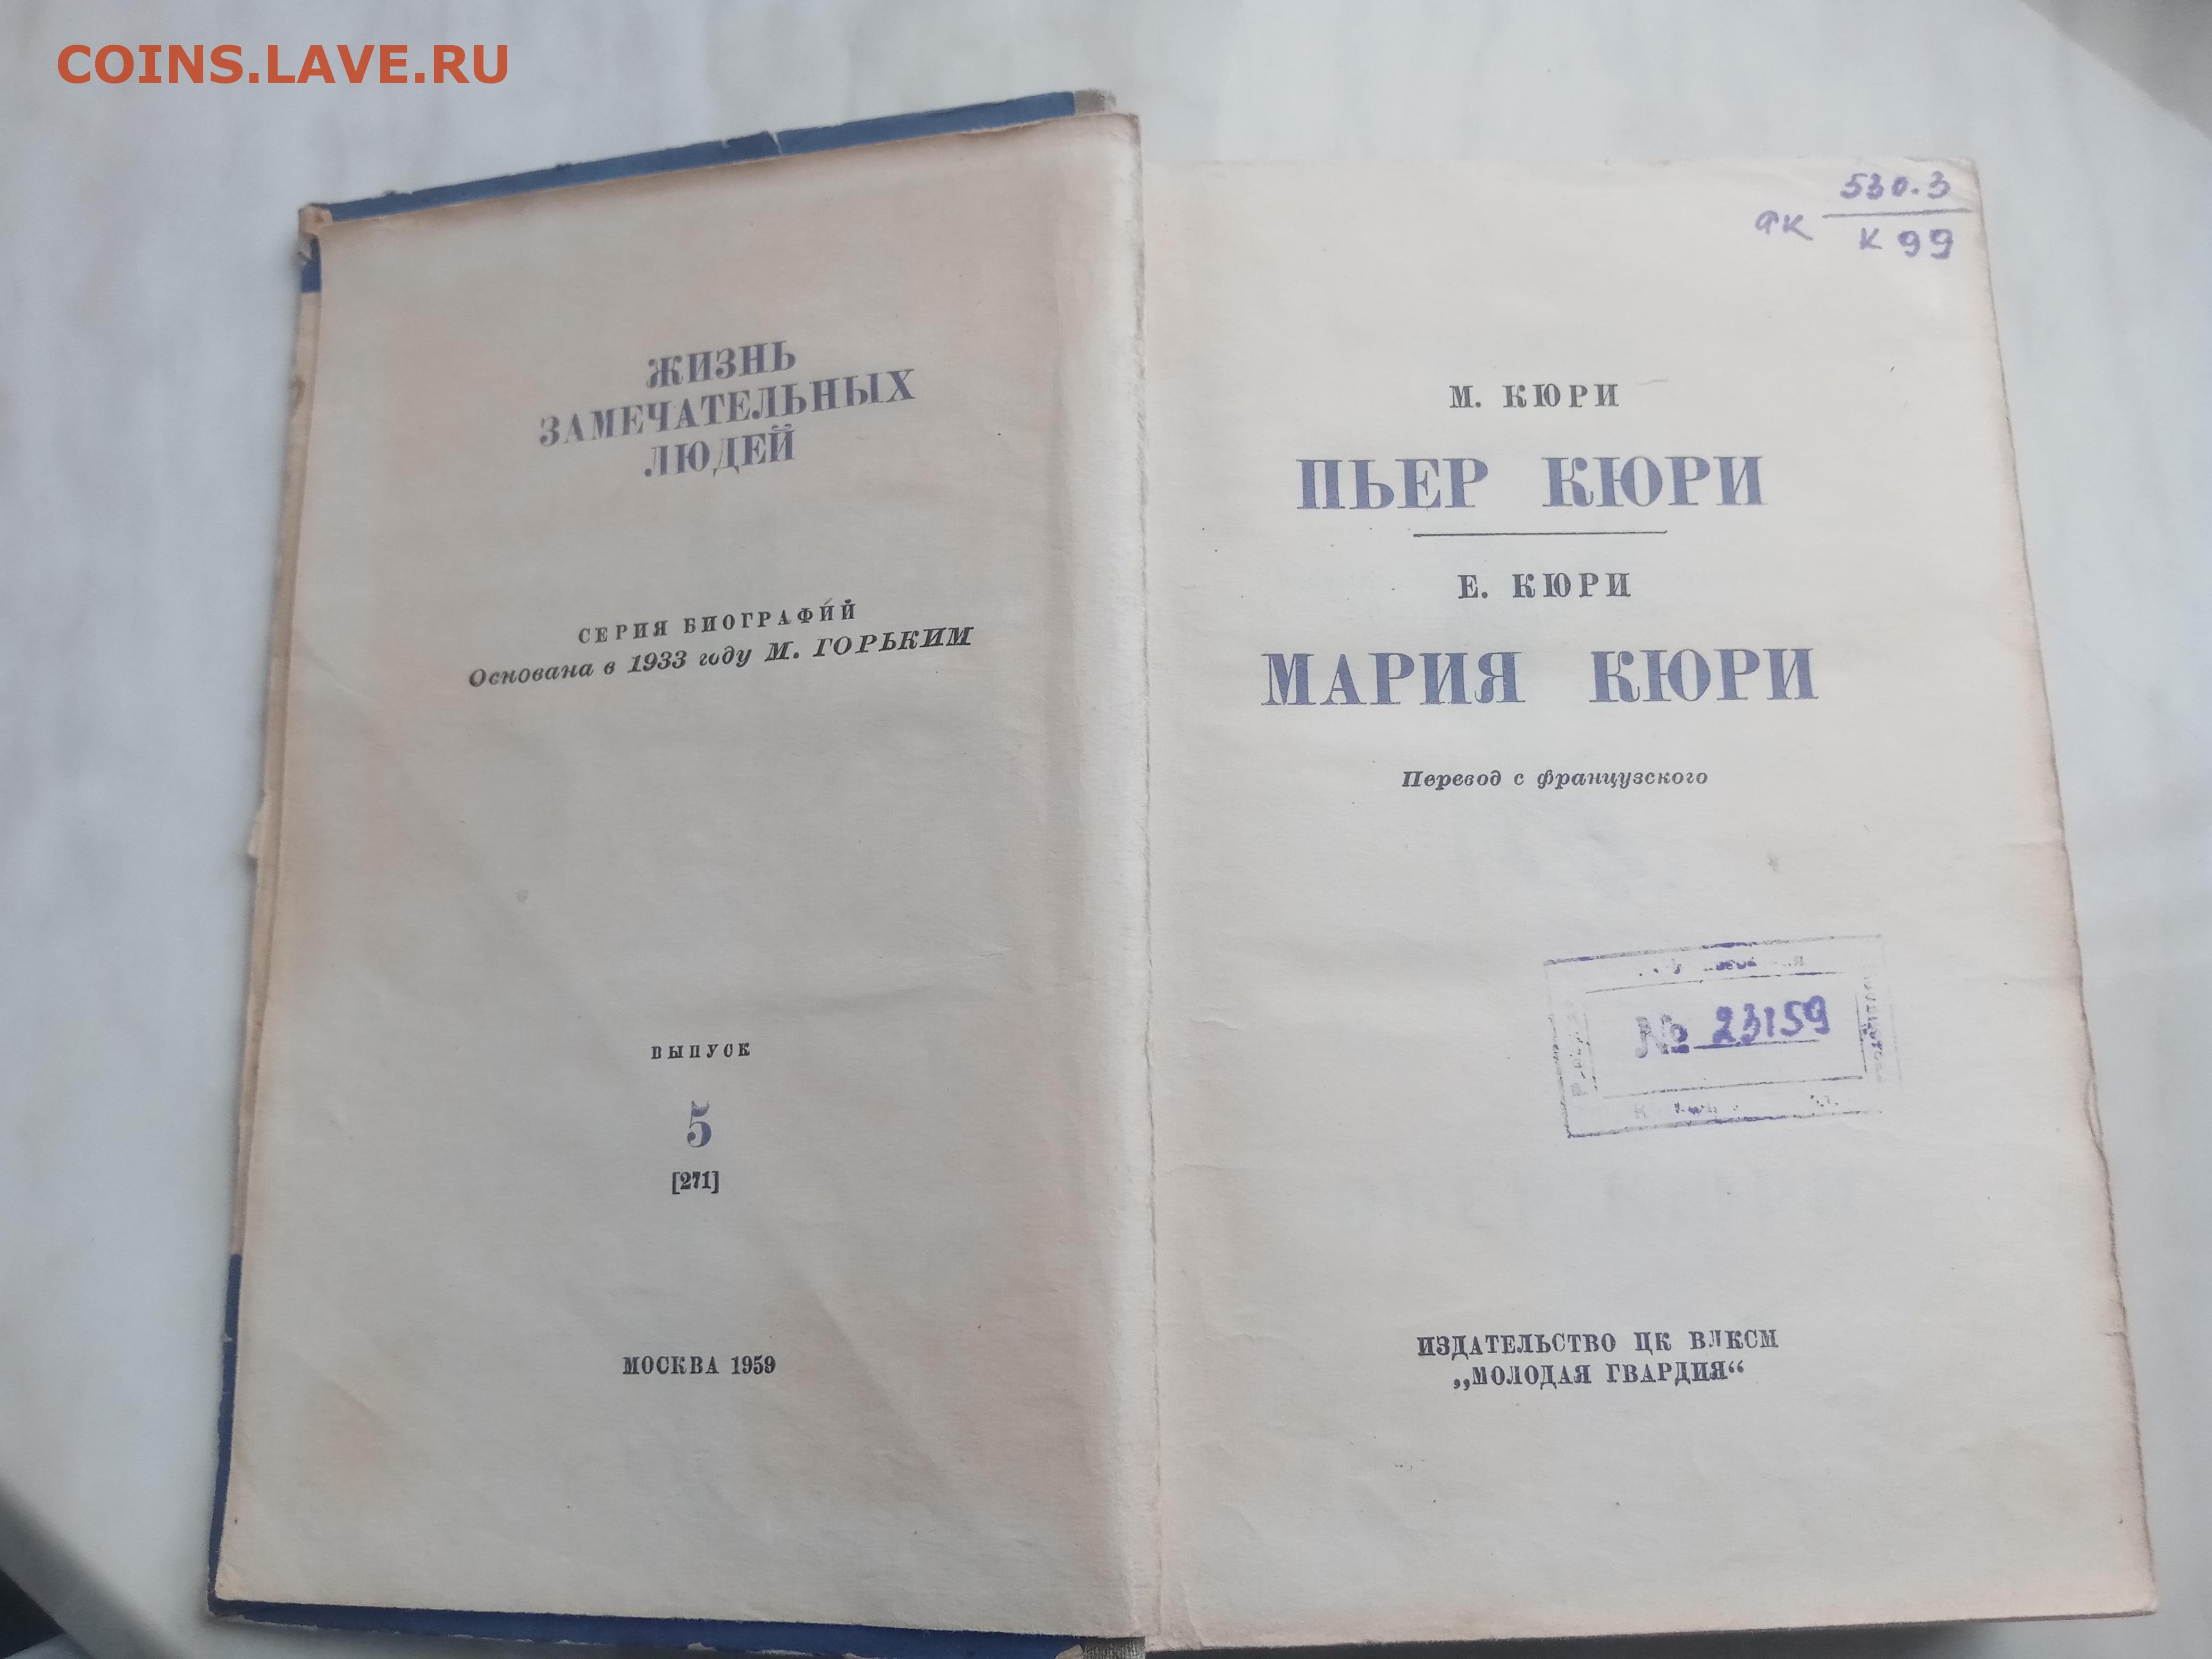 COINS.LAVE.RU
ЖИЗНЬ
ЗАМЕЧАТЕЛЬНЫХ
ЛЮДЕЙ
СЕРИЯ БИОГРАФИЙ
Основана в 1933 году М. ГОРЬКИМ
ВЫПУСК
5
[271]
МОСКВА 1959
530.3
К 99
М. КЮРИ
ПЬЕР КЮРИ
Е. КЮРИ
МАРИЯ КЮРИ
Перевод с французского
№ 23159
ИЗДАТЕЛЬСТВО ЦК ВЛКСМ
„МОЛОДАЯ ГВАРДИЯ“